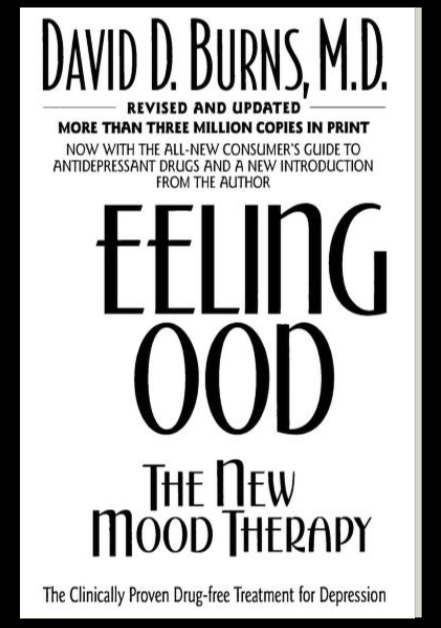 DAVID D. BURNS, M.D.
REVISED AND UPDATED
MORE THAN THREE MILLION COPIES IN PRINT
NOW WITH THE ALL-NEW CONSUMER'S GUIDE TO
ANTIDEPRESSANT DRUGS AND A NEW INTRODUCTION
FROM THE AUTHOR
EELING
OOD
THE NEW
MOOD THERAPY
The Clinically Proven Drug-free Treatment for Depression